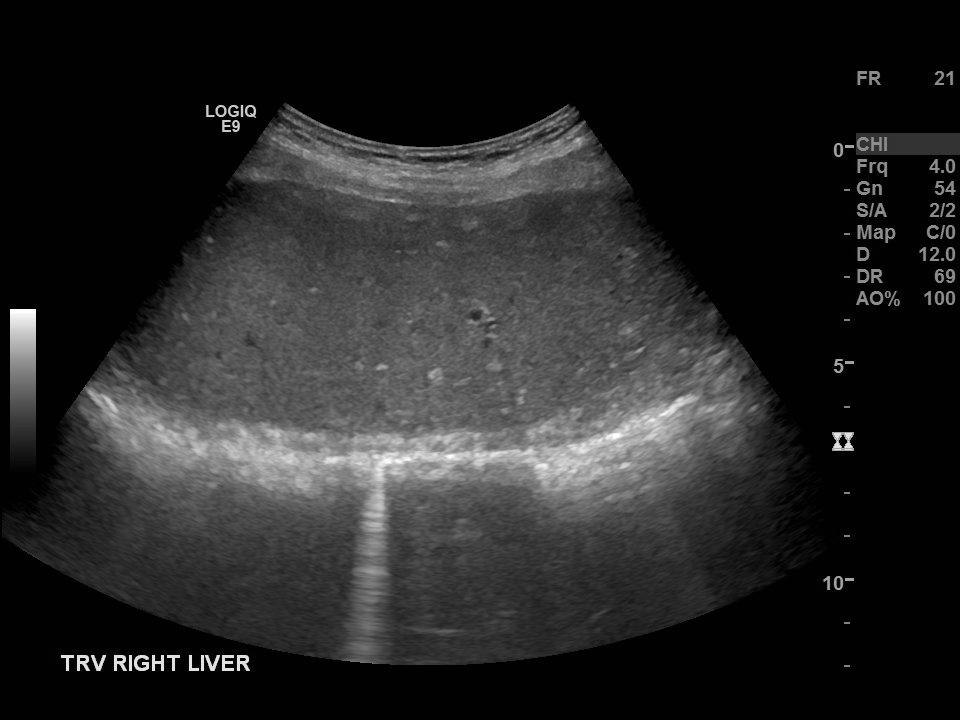 LOGIQ
E9
FR 21
0
CHI
Frq 4.0
Gn 54
S/A 2/2
Map C/0
D 12.0
DR 69
AO% 100
5
10
TRV RIGHT LIVER